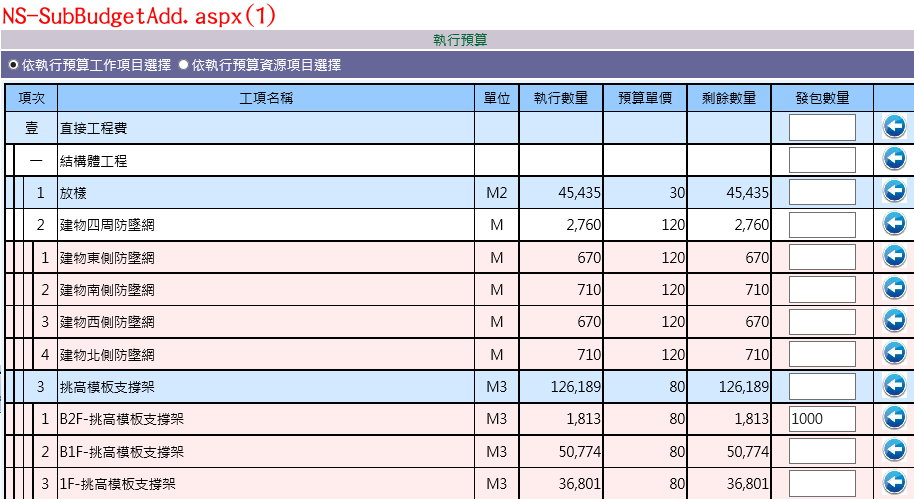 NS-SubBudgetAdd.aspx(1)
執行預算
依執行預算工作項目選擇 依執行預算資源項目選擇
項次 工項名稱 單位 執行數量 預算單價 剩餘數量 發包數量
壹 直接工程費
一 結構體工程
1 放樣 M2 45,435 30 45,435
2 建物四周防墜網 M 2,760 120 2,760
1 建物東側防墜網 M 670 120 670
2 建物南側防墜網 M 710 120 710
3 建物西側防墜網 M 670 120 670
4 建物北側防墜網 M 710 120 710
3 挑高模板支撐架 M3 126,189 80 126,189
1 B2F-挑高模板支撐架 M3 1,813 80 1,813 1000
2 B1F-挑高模板支撐架 M3 50,774 80 50,774
3 1F-挑高模板支撐架 M3 36,801 80 36,801